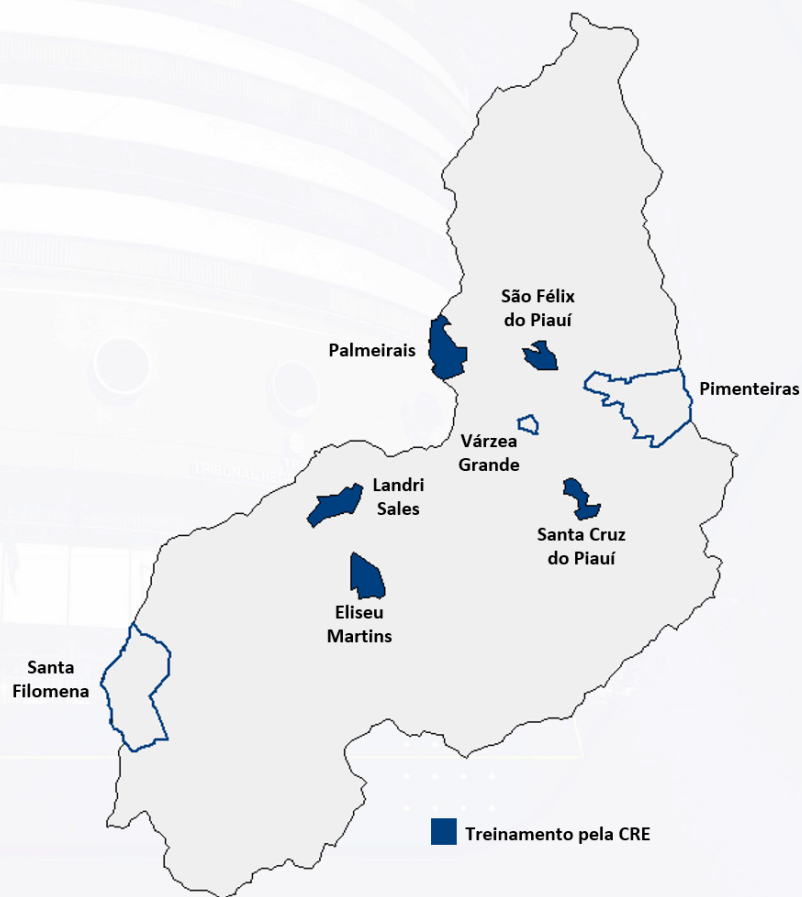 São Félix
do Piauí
Palmeirais
Pimenteiras
Várzea
Grande
Landri
Sales
Santa Cruz
do Piauí
Eliseu
Martins
Santa
Filomena
Treinamento pela CRE